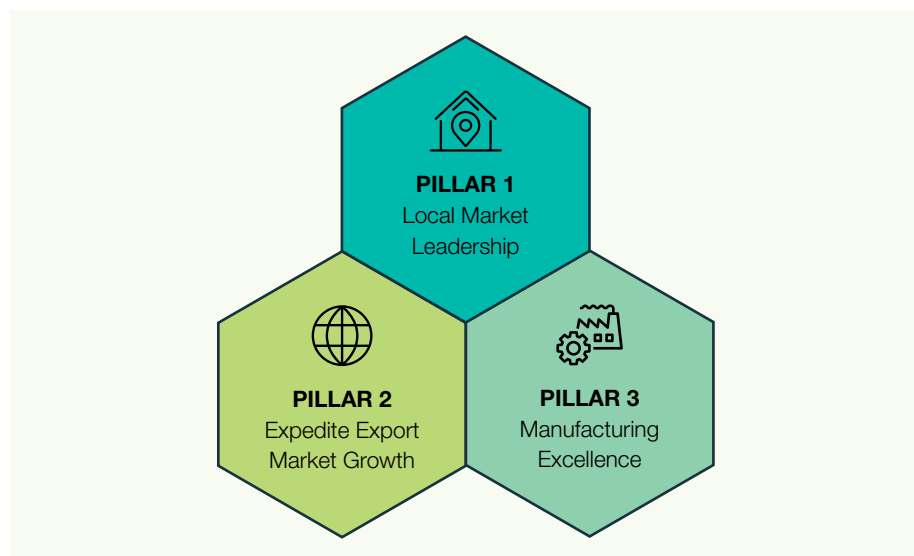 PILLAR 1
Local Market
Leadership
PILLAR 2
Expedite Export
Market Growth
PILLAR 3
Manufacturing
Excellence